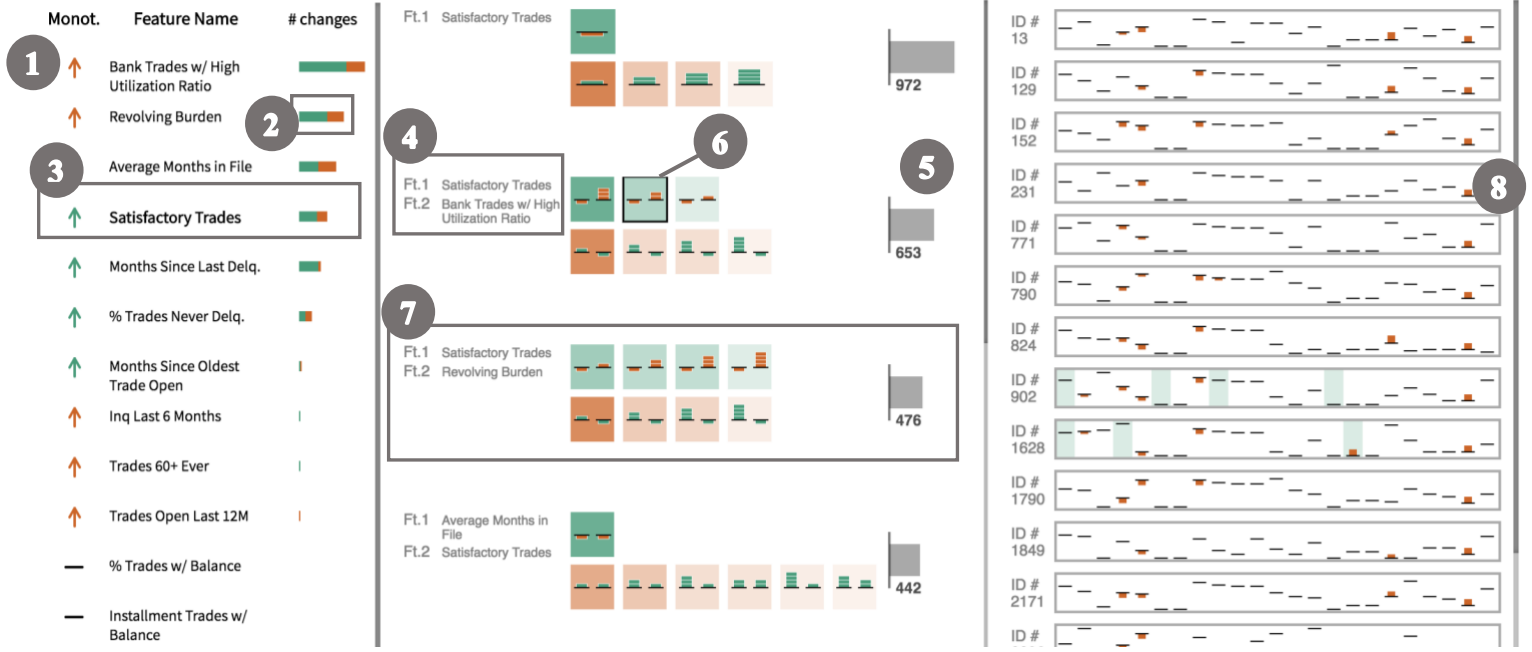 Monot. Feature Name # changes
1
Bank Trades w/ High
Utilization Ratio
2
Revolving Burden
3
Average Months in File
Satisfactory Trades
Months Since Last Delq.
% Trades Never Delq.
Months Since Oldest
Trade Open
Inq Last 6 Months
Trades 60+ Ever
Trades Open Last 12M
% Trades w/ Balance
Installment Trades w/
Balance
Ft.1 Satisfactory Trades
972
4
5
6
Ft.1 Satisfactory Trades
Ft.2 Bank Trades w/ High
Utilization Ratio
653
7
Ft.1 Satisfactory Trades
Ft.2 Revolving Burden
476
Ft.1 Average Months in
File
Ft.2 Satisfactory Trades
442
ID #
13
ID #
129
ID #
152
8
ID #
231
ID #
771
ID #
790
ID #
824
ID #
902
ID #
1628
ID #
1790
ID #
1849
ID #
2171
ID #